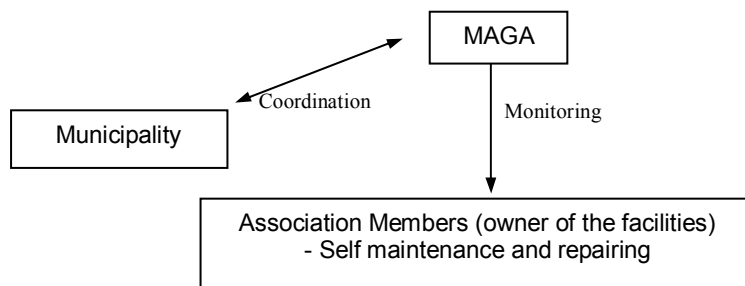 MAGA
Coordination
Monitoring
Municipality
Association Members (owner of the facilities)
- Self maintenance and repairing